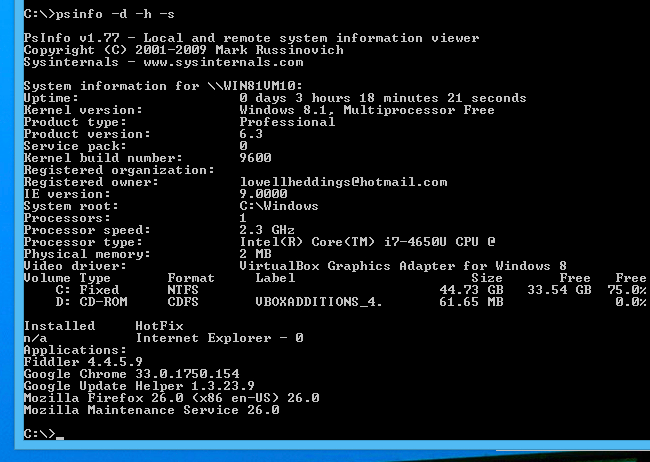 C:\>psinfo -d -h -s
PsInfo v1.77 - Local and remote system information viewer
Copyright (C) 2001-2009 Mark Russinovich
Sysinternals - www.sysinternals.com
System information for \\WIN81VM10:
Uptime: 0 days 3 hours 18 minutes 21 seconds
Kernel version: Windows 8.1, Multiprocessor Free
Product type: Professional
Product version: 6.3
Service pack: 0
Kernel build number: 9600
Registered organization:
Registered owner: lowellheddings@hotmail.com
IE version: 9.0000
System root: C:\Windows
Processors: 1
Processor speed: 2.3 GHz
Processor type: Intel(R) Core(TM) i7-4650U CPU @
Physical memory: 2 MB
Video driver: VirtualBox Graphics Adapter for Windows 8
Volume Type Format Label Size Free Free
C: Fixed NTFS 44.73 GB 33.54 GB 75.0%
D: CD-ROM CDFS VBOXADDITIONS_4. 61.65 MB 0.0%
Installed HotFix
n/a Internet Explorer - 0
Applications:
Fiddler 4.4.5.9
Google Chrome 33.0.1750.154
Google Update Helper 1.3.23.9
Mozilla Firefox 26.0 (x86 en-US) 26.0
Mozilla Maintenance Service 26.0
C:\>_